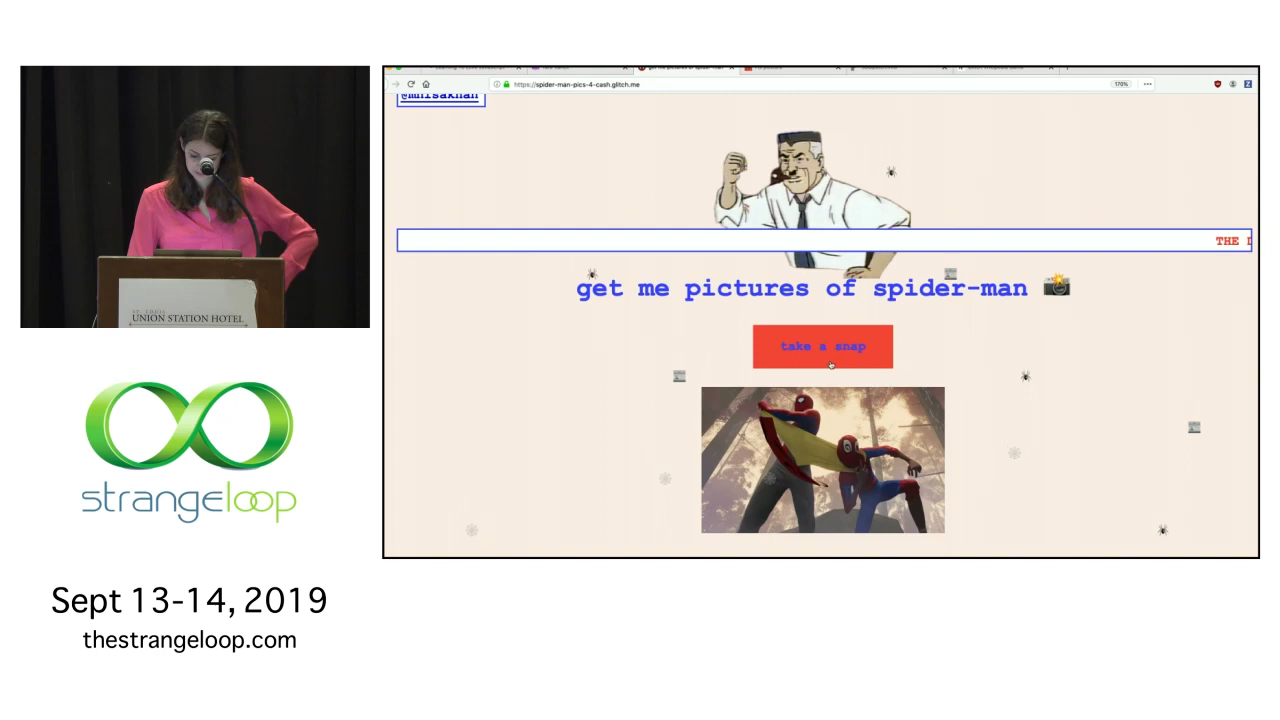 https://spider-man-pics-4-cash.glitch.me
170%
@mhisakhan
THE D
get me pictures of spider-man
take a snap
UNION STATION HOTEL
strangeloop
Sept 13-14, 2019
thestrangeloop.com